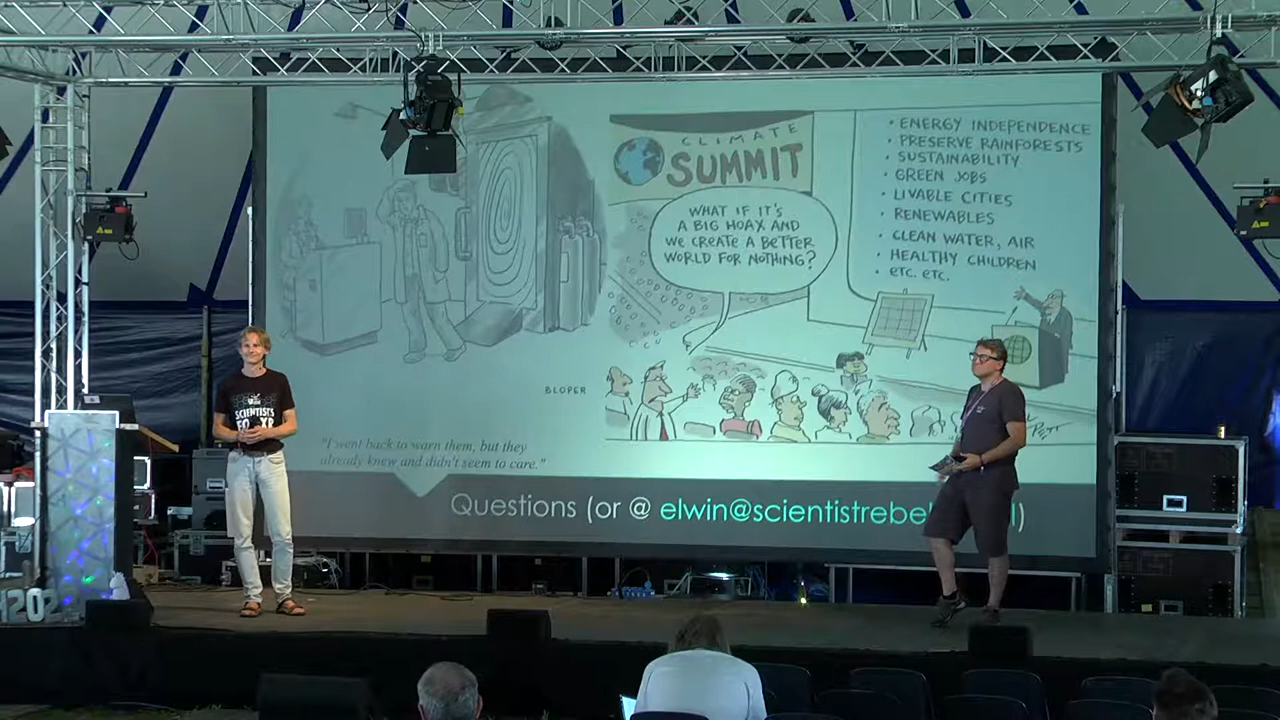 CLIMATE
SUMMIT
WHAT IF IT'S
A BIG HOAX AND
WE CREATE A BETTER
WORLD FOR NOTHING?
• ENERGY INDEPENDENCE
• PRESERVE RAINFORESTS
• SUSTAINABILITY
• GREEN JOBS
• LIVABLE CITIES
• RENEWABLES
• CLEAN WATER, AIR
• HEALTHY CHILDREN
• ETC. ETC.
BLOPER
"I went back to warn them, but they
already knew and didn't seem to care."
Questions (or @ elwin@scientistrebel l)
SCIENTISTS
FOR XR